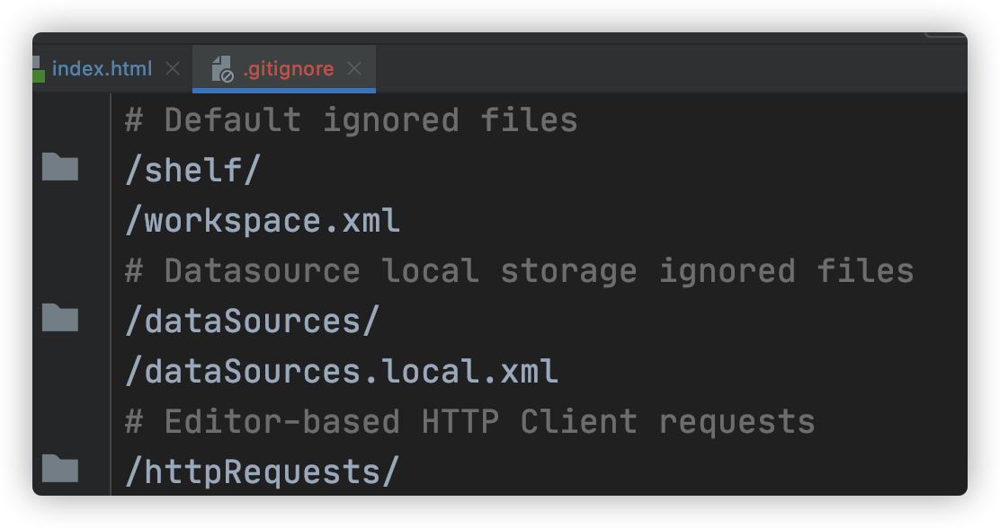 index.html .gitignore
# Default ignored files
/shelf/
/workspace.xml
# Datasource local storage ignored files
/dataSources/
/dataSources.local.xml
# Editor-based HTTP Client requests
/httpRequests/